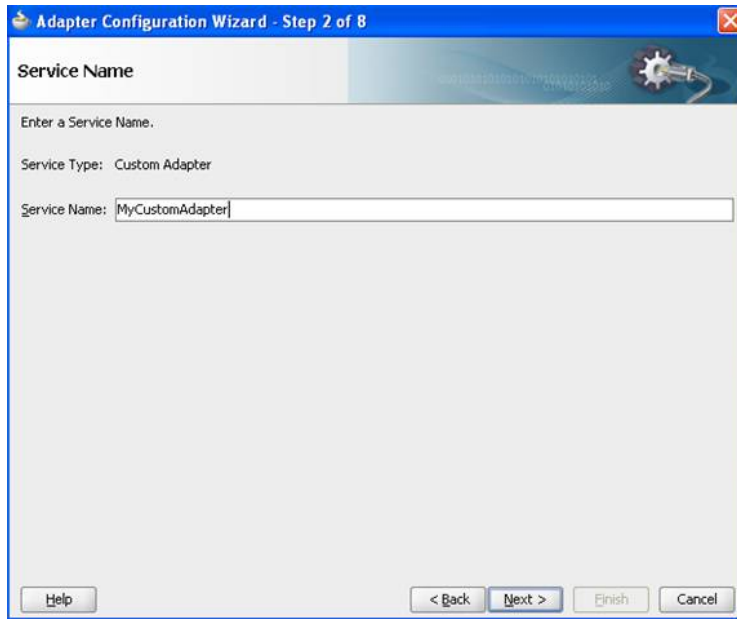 Adapter Configuration Wizard - Step 2 of 8
Service Name
Enter a Service Name.
Service Type: Custom Adapter
Service Name: MyCustomAdapter
Help < Back Next > Finish Cancel